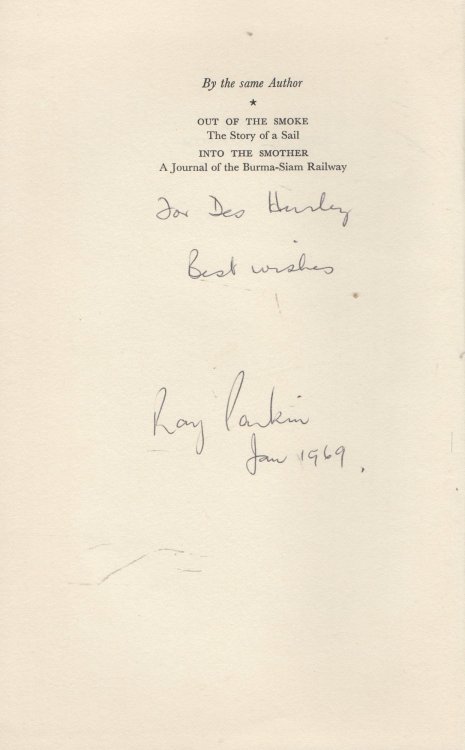 By the same Author
★
OUT OF THE SMOKE
The Story of a Sail
INTO THE SMOTHER
A Journal of the Burma-Siam Railway
For Des Hursley
Best wishes
Ray Parkin
Jan 1969.